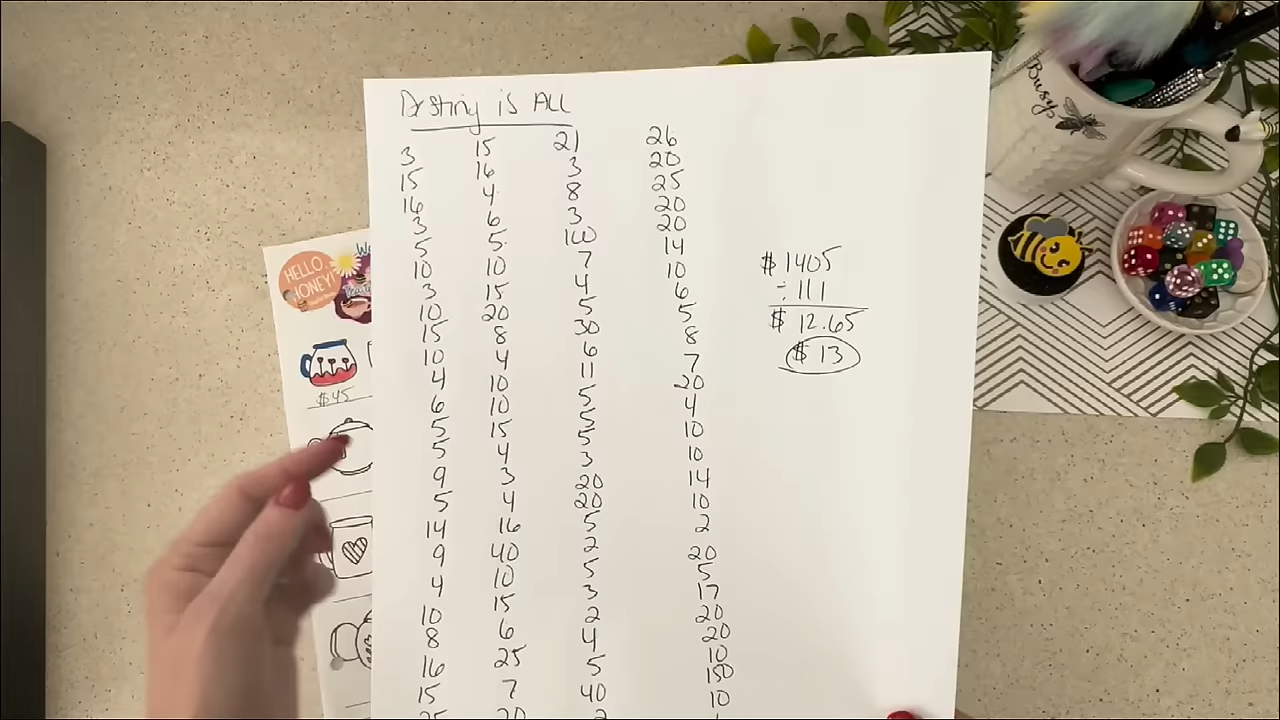 Destiny is ALL
3 15 21 26
15 16 3 20
16 4 8 25
3 6 3 20
5 5 100 20
10 10 7 14
3 15 4 10
10 20 5 6
15 8 30 5
10 4 6 8
4 10 11 7
6 10 5 20
5 15 5 4
5 4 5 10
9 3 3 10
5 4 20 14
14 16 20 10
9 40 5 2
4 10 2 20
10 15 5 5
8 6 3 17
16 25 2 20
15 7 4 20
25 20 5 10
40 150
2 10
$1405
÷ 111
$ 12.65
$ 13
HELLO,
HONEY!
$45
Busy